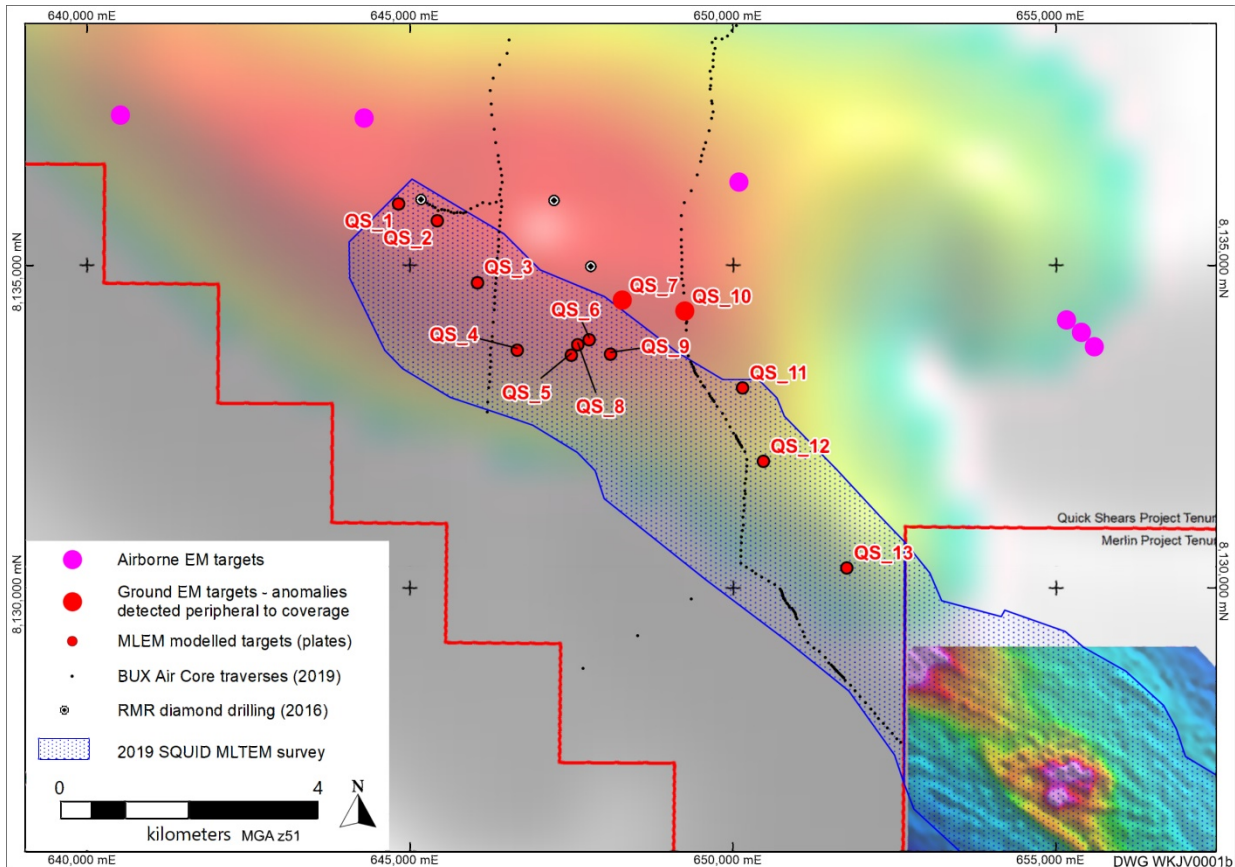 640,000 mE
645,000 mE
650,000 mE
655,000 mE
8,135,000 mN
8,135,000 mN
QS_1
QS_2
QS_3
QS_7
QS_10
QS_6
QS_4
QS_9
QS_5
QS_8
QS_11
QS_12
QS_13
Quick Shears Project Tenur
Merlin Project Tenur
8,130,000 mN
8,130,000 mN
Airborne EM targets
Ground EM targets - anomalies
detected peripheral to coverage
MLEM modelled targets (plates)
BUX Air Core traverses (2019)
RMR diamond drilling (2016)
2019 SQUID MLTEM survey
0
4
N
kilometers MGA z51
640,000 mE
645,000 mE
650,000 mE
655,000 mE
DWG WKJV0001b